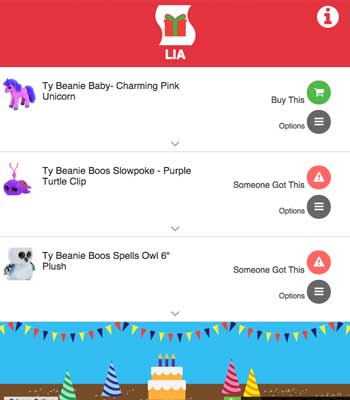 LIA
Ty Beanie Baby- Charming Pink
Unicorn
Buy This
Options
Ty Beanie Boos Slowpoke - Purple
Turtle Clip
Someone Got This
Options
Ty Beanie Boos Spells Owl 6"
Plush
Someone Got This
Options